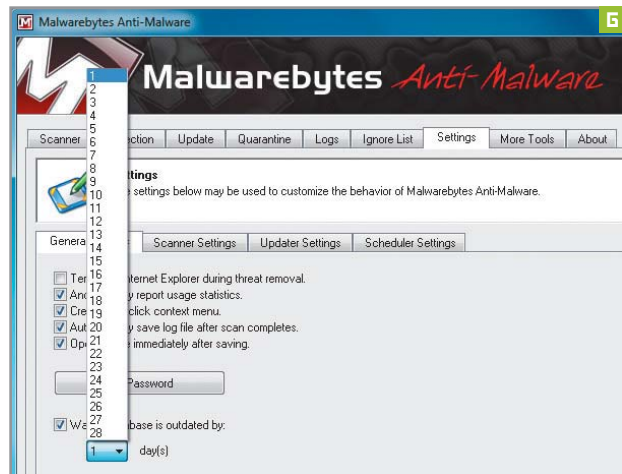 Malwarebytes Anti-Malware
G
Malwarebytes Anti-Malware
Scanner ction Update Quarantine Logs Ignore List Settings More Tools About
ttings
settings below may be used to customize the behavior of Malwarebytes Anti-Malware.
Genera Scanner Settings Updater Settings Scheduler Settings
Ter ternet Explorer during threat removal.
Ano y report usage statistics.
Cre click context menu.
Aut y save log file after scan completes.
Op e immediately after saving.
Password
Wa base is outdated by:
1 day(s)
1
2
3
4
5
6
7
8
9
10
11
12
13
14
15
16
17
18
19
20
21
22
23
24
25
26
27
28